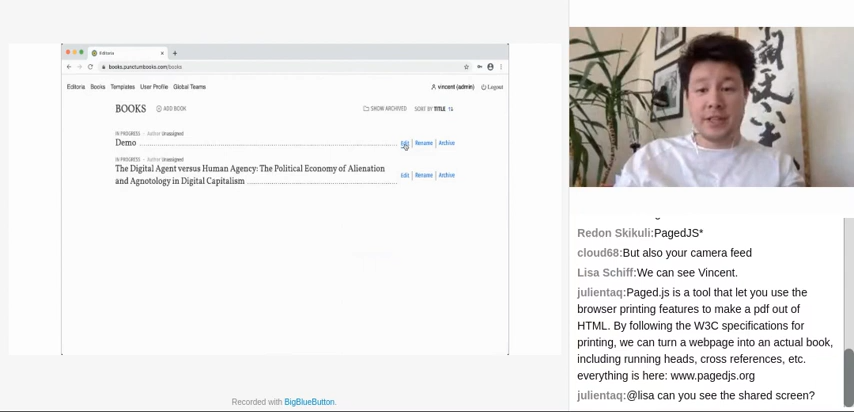 Editoria
books.punctumbooks.com/books
Editoria Books Templates User Profile Global Teams
vincent (admin) Logout
BOOKS ADD BOOK SHOW ARCHIVED SORT BY TITLE
IN PROGRESS – Author Unassigned
Demo Edit Rename Archive
IN PROGRESS – Author Unassigned
The Digital Agent versus Human Agency: The Political Economy of Alienation
and Agnotology in Digital Capitalism Edit Rename Archive
Recorded with BigBlueButton.
Redon Skikuli:PagedJS*
cloud68:But also your camera feed
Lisa Schiff:We can see Vincent.
julientaq:Paged.js is a tool that let you use the
browser printing features to make a pdf out of
HTML. By following the W3C specifications for
printing, we can turn a webpage into an actual book,
including running heads, cross references, etc.
everything is here: www.pagedjs.org
julientaq:@lisa can you see the shared screen?